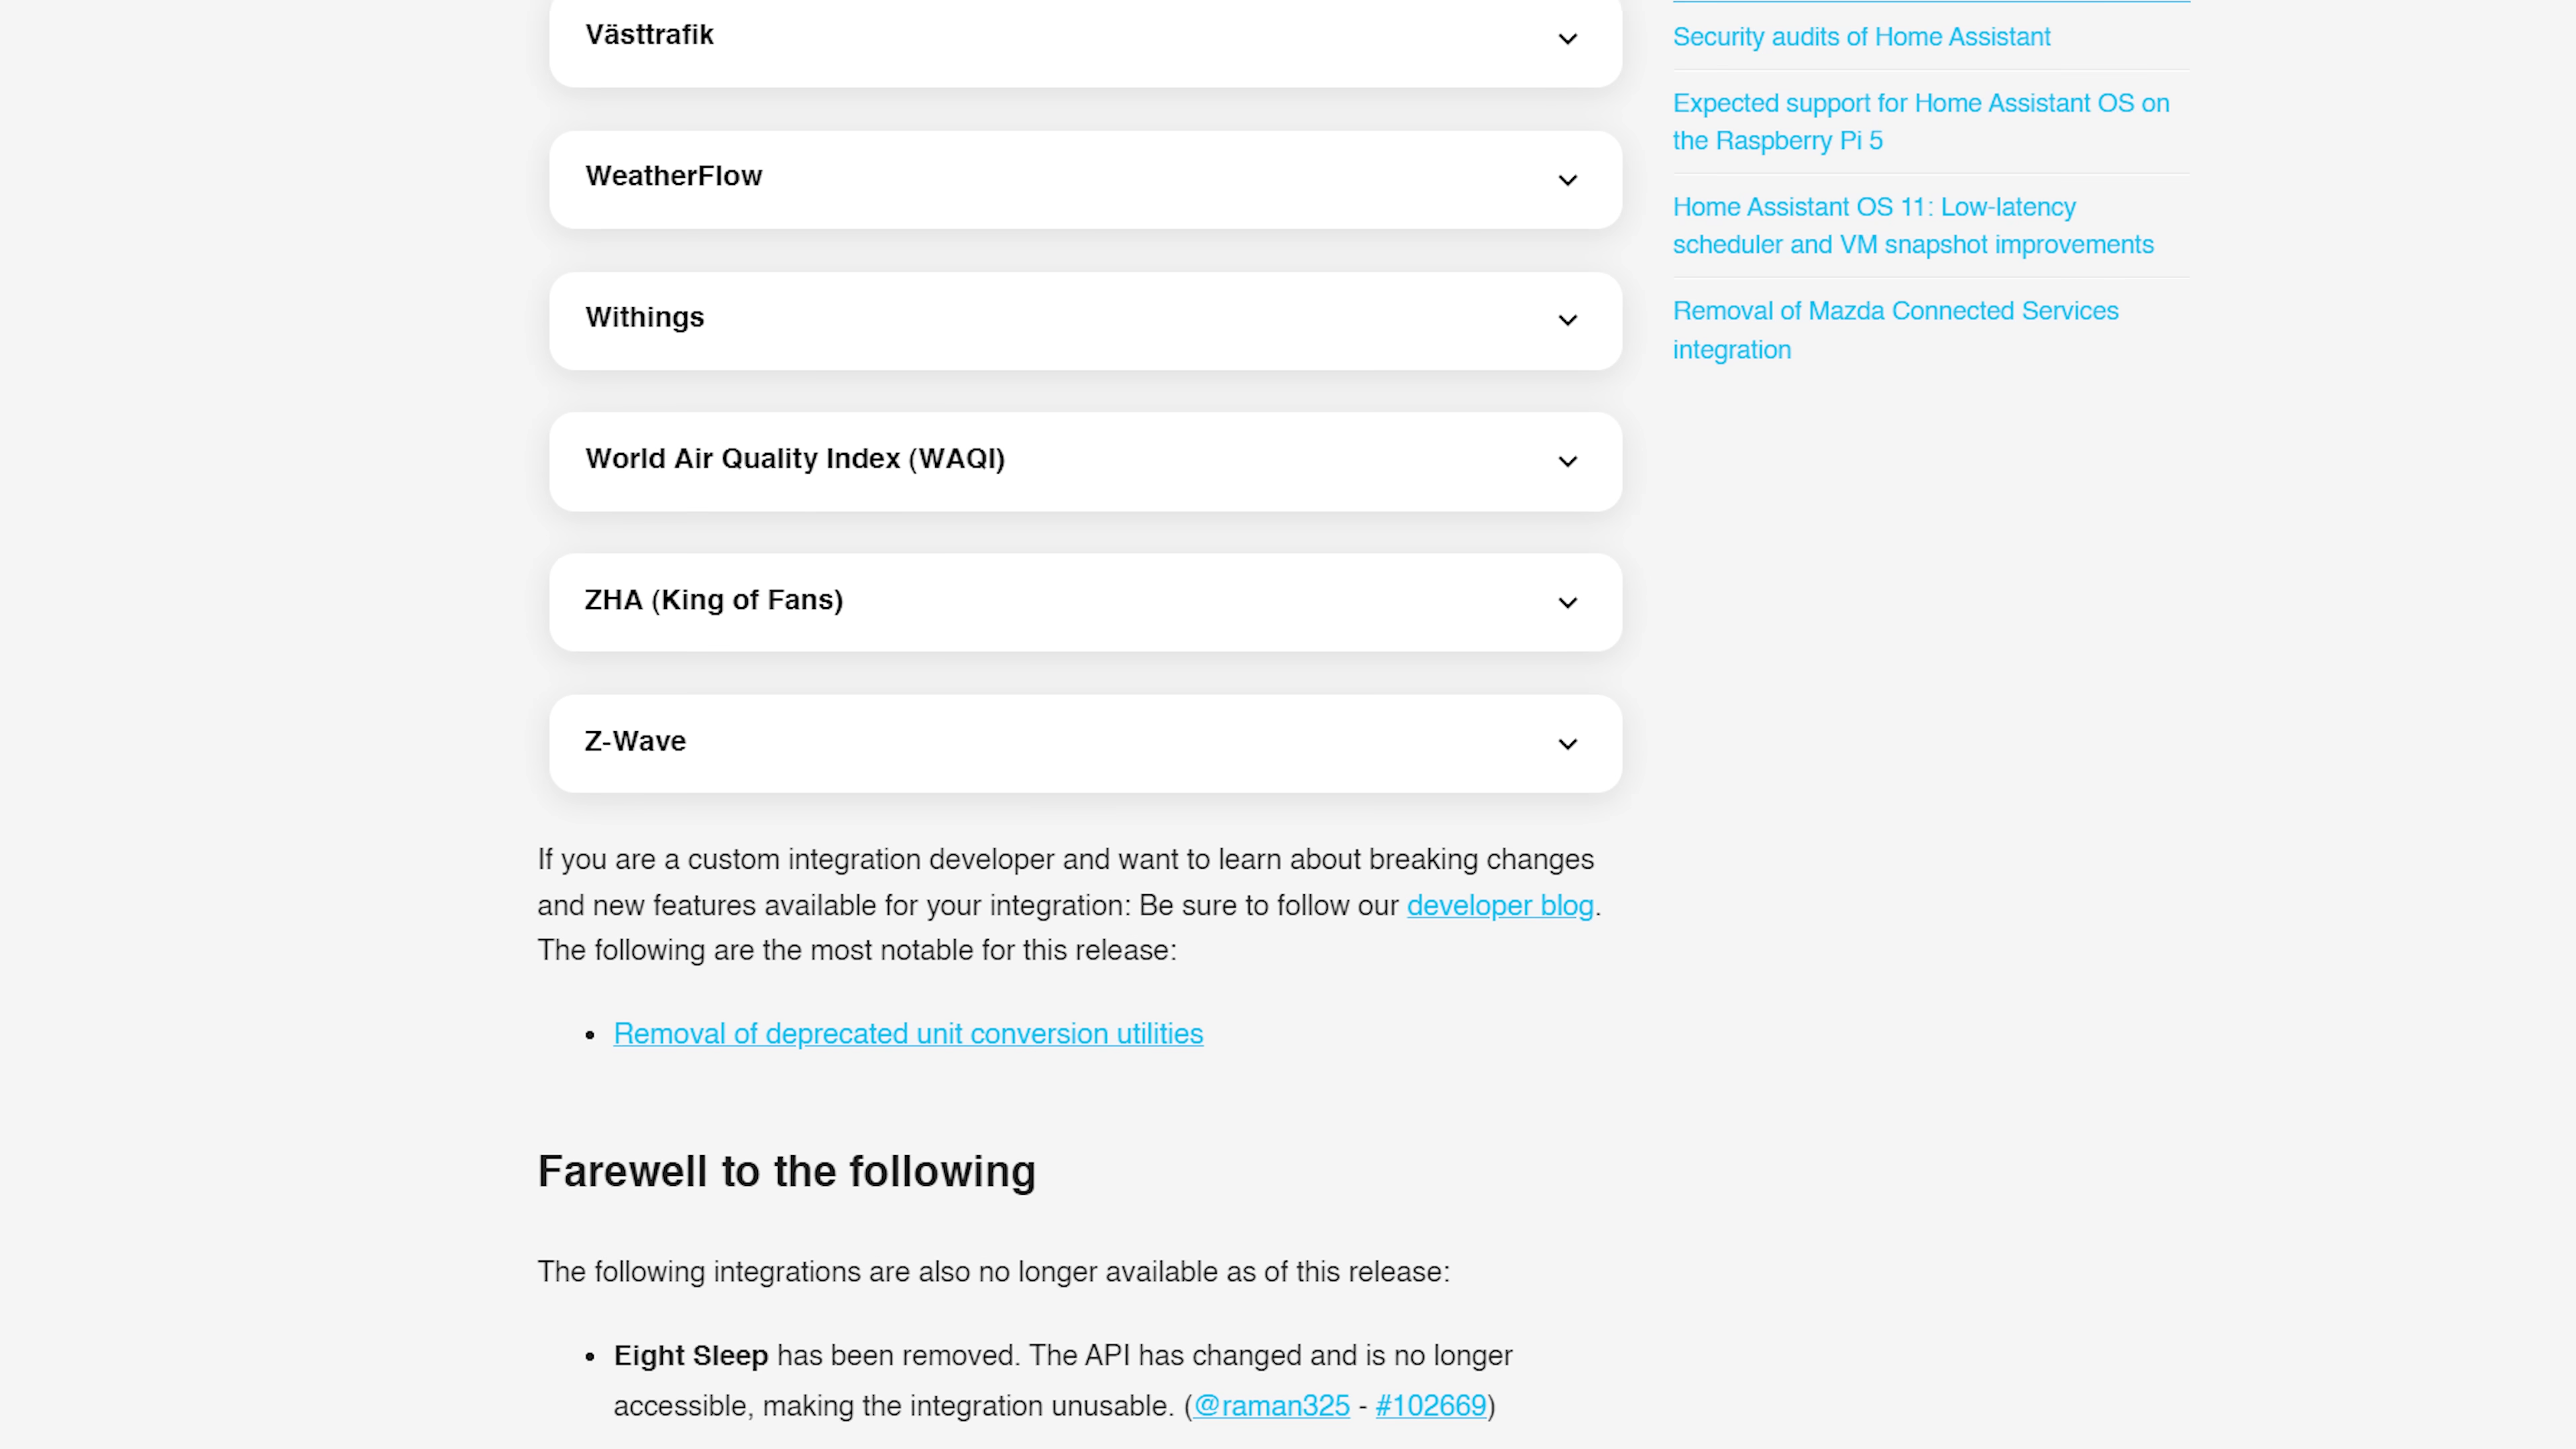 Västtrafik
WeatherFlow
Withings
World Air Quality Index (WAQI)
ZHA (King of Fans)
Z-Wave
If you are a custom integration developer and want to learn about breaking changes
and new features available for your integration: Be sure to follow our developer blog.
The following are the most notable for this release:
• Removal of deprecated unit conversion utilities
Farewell to the following
The following integrations are also no longer available as of this release:
• Eight Sleep has been removed. The API has changed and is no longer
accessible, making the integration unusable. (@raman325 - #102669)
Security audits of Home Assistant
Expected support for Home Assistant OS on
the Raspberry Pi 5
Home Assistant OS 11: Low-latency
scheduler and VM snapshot improvements
Removal of Mazda Connected Services
integration